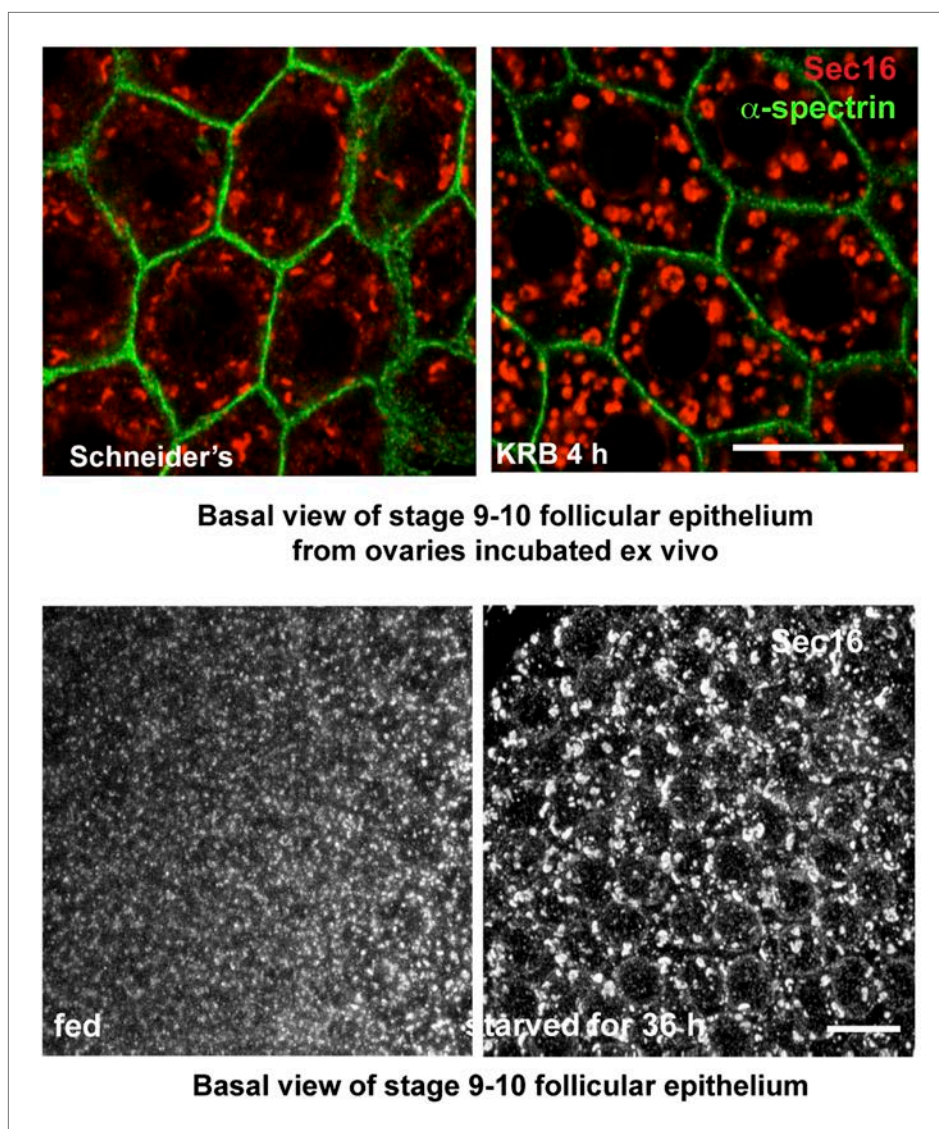 Sec16
α-spectrin
Schneider's
KRB 4 h
Basal view of stage 9-10 follicular epithelium
from ovaries incubated ex vivo
Sec16
fed
starved for 36 h
Basal view of stage 9-10 follicular epithelium